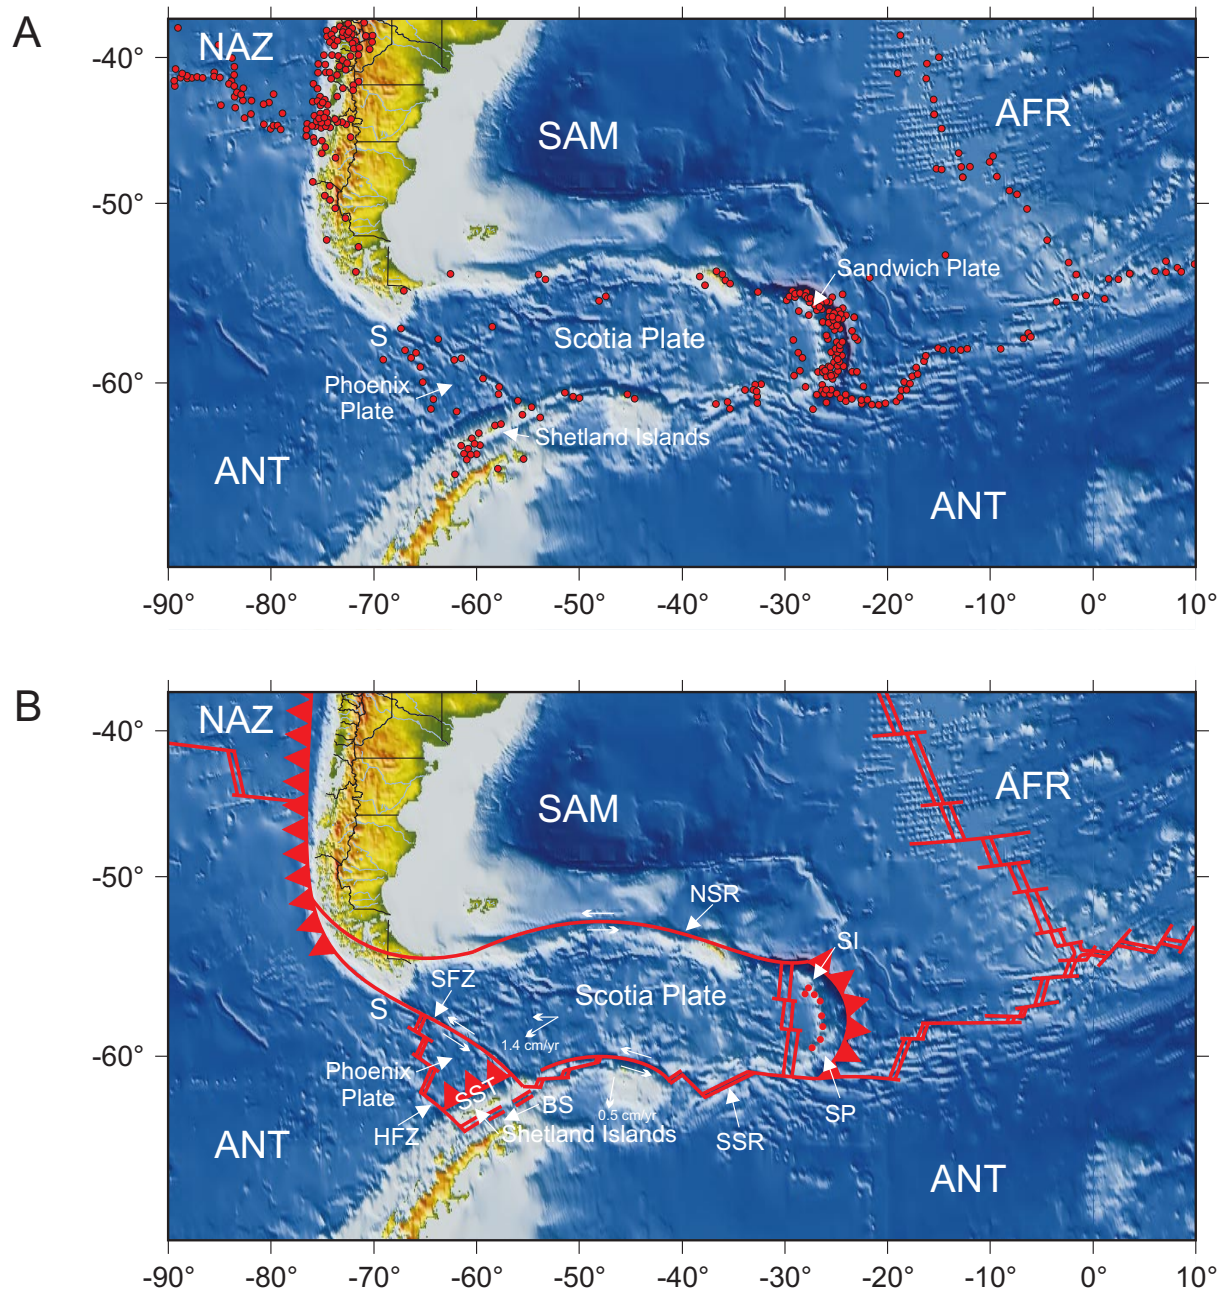 A
NAZ
SAM
AFR
-40°
-50°
-60°
Sandwich Plate
S
Scotia Plate
Phoenix
Plate
Shetland Islands
ANT
ANT
-90°
-80°
-70°
-60°
-50°
-40°
-30°
-20°
-10°
0°
10°
B
NAZ
SAM
AFR
-40°
-50°
-60°
NSR
SI
SFZ
S
Scotia Plate
1.4 cm/yr
Phoenix
Plate
SST
BS
0.5 cm/yr
SP
HFZ
Shetland Islands
SSR
ANT
ANT
-90°
-80°
-70°
-60°
-50°
-40°
-30°
-20°
-10°
0°
10°